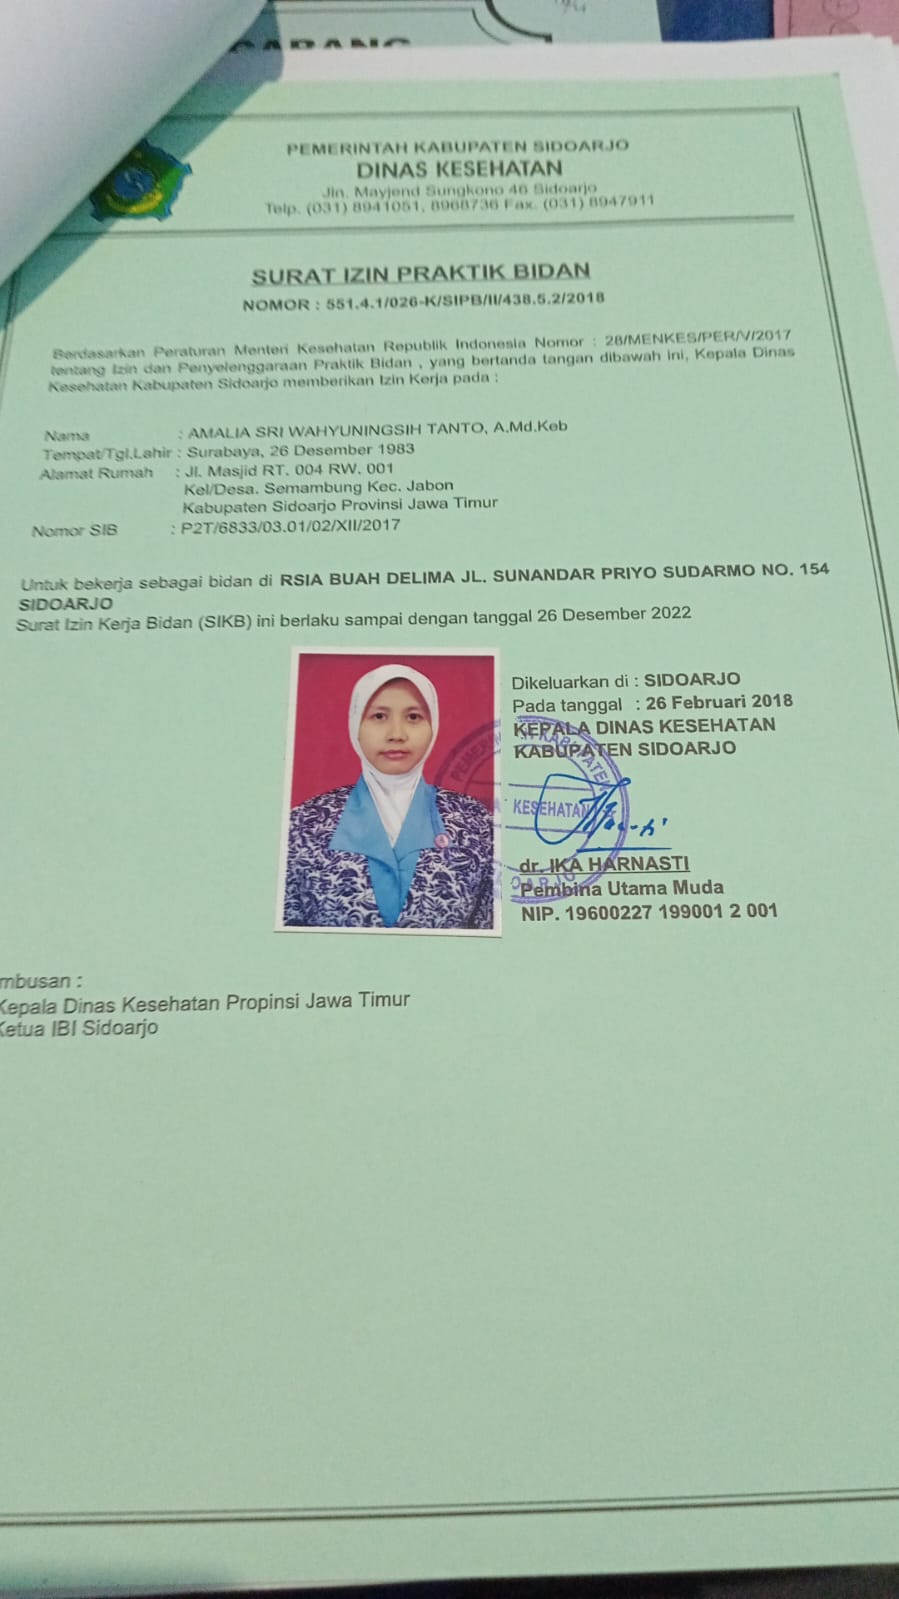 CABANG
PEMERINTAH KABUPATEN SIDOARJO
DINAS KESEHATAN
Jln. Mayjend Sungkono 46 Sidoarjo
Telp. (031) 8941051, 8968736 Fax. (031) 8947911
SURAT IZIN PRAKTIK BIDAN
NOMOR : 551.4.1/026-K/SIPB/II/438.5.2/2018
Berdasarkan Peraturan Menteri Kesehatan Republik Indonesia Nomor : 28/MENKES/PER/V/2017
tentang Izin dan Penyelenggaraan Praktik Bidan , yang bertanda tangan dibawah ini, Kepala Dinas
Kesehatan Kabupaten Sidoarjo memberikan Izin Kerja pada :
Nama : AMALIA SRI WAHYUNINGSIH TANTO, A.Md.Keb
Tempat/Tgl.Lahir : Surabaya, 26 Desember 1983
Alamat Rumah : Jl. Masjid RT. 004 RW. 001
Kel/Desa. Semambung Kec. Jabon
Kabupaten Sidoarjo Provinsi Jawa Timur
Nomor SIB : P2T/6833/03.01/02/XII/2017
Untuk bekerja sebagai bidan di RSIA BUAH DELIMA JL. SUNANDAR PRIYO SUDARMO NO. 154
SIDOARJO
Surat Izin Kerja Bidan (SIKB) ini berlaku sampai dengan tanggal 26 Desember 2022
Dikeluarkan di : SIDOARJO
Pada tanggal : 26 Februari 2018
KEPALA DINAS KESEHATAN
KABUPATEN SIDOARJO
KESEHATAN
dr. IKA HARNASTI
Pembina Utama Muda
NIP. 19600227 199001 2 001
mbusan :
Kepala Dinas Kesehatan Propinsi Jawa Timur
Ketua IBI Sidoarjo